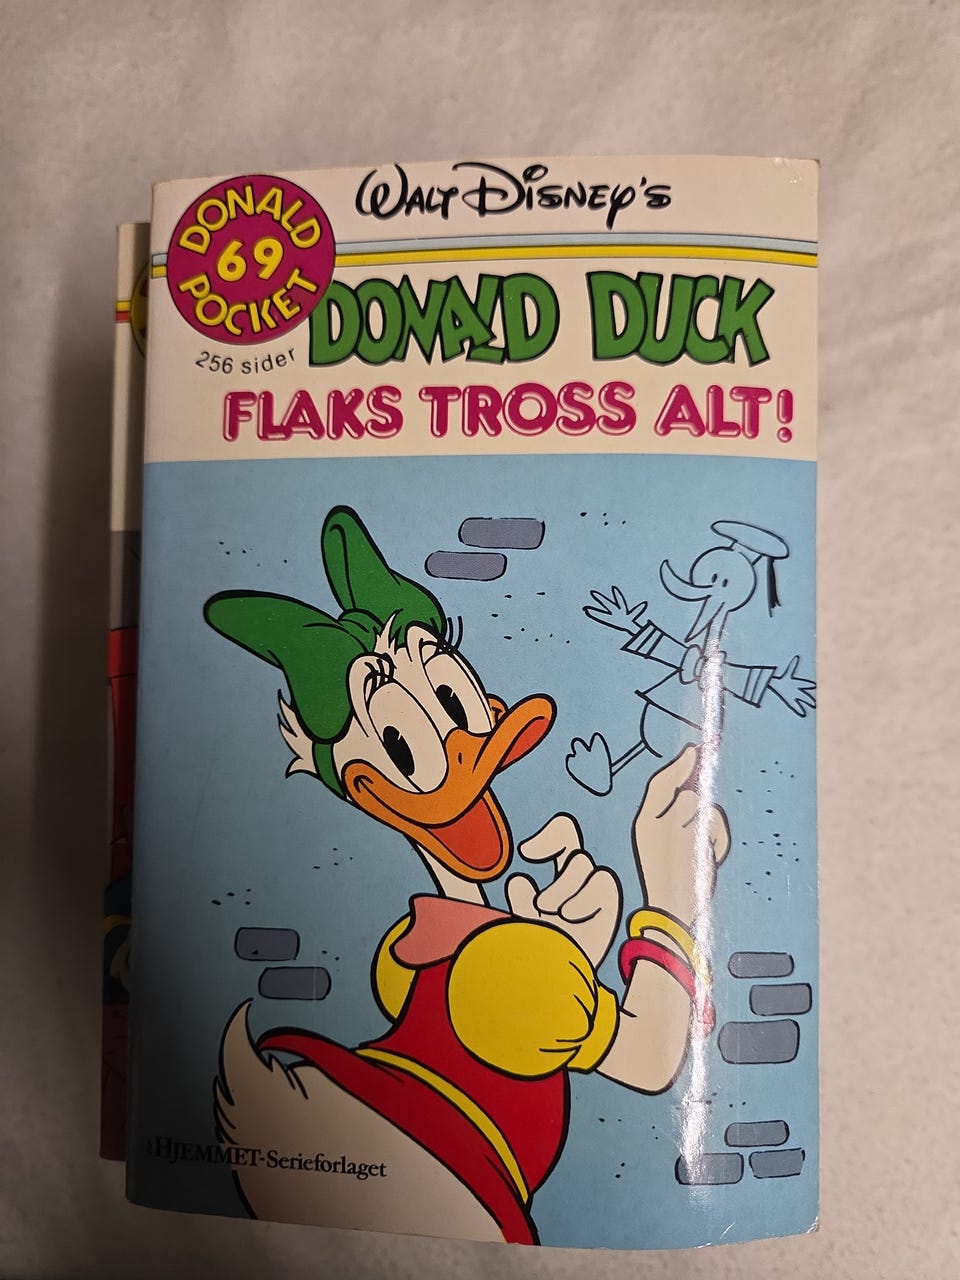 Walt Disney's
DONALD
69
POCKET
256 sider
DONALD DUCK
FLAKS TROSS ALT!
HJEMMET-Serieforlaget